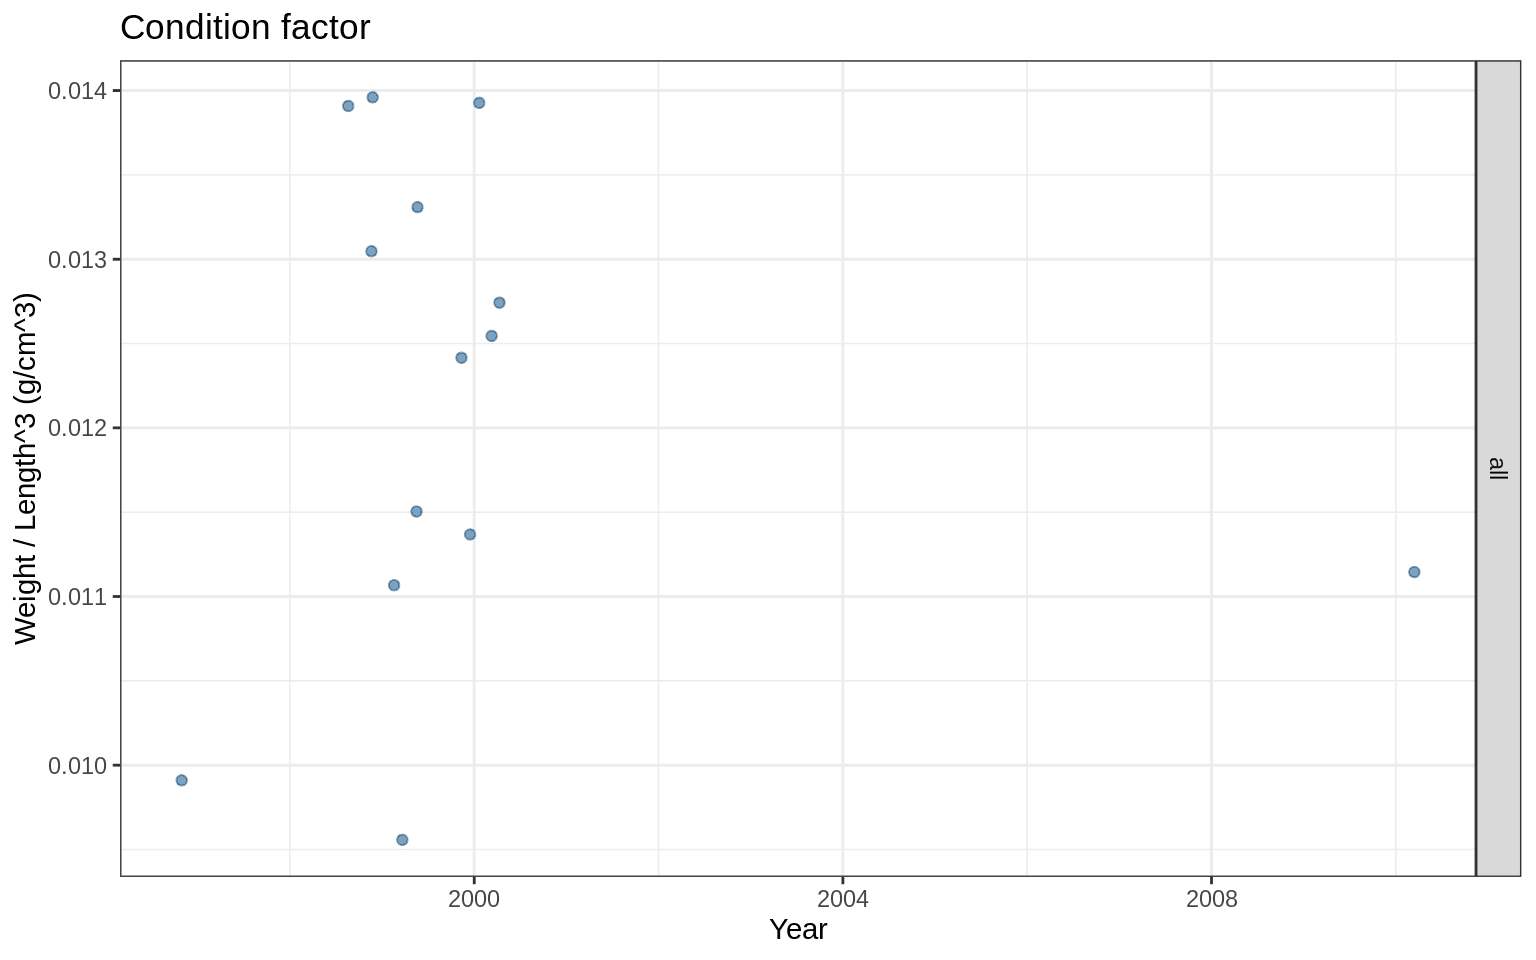 Condition factor
0.014
0.013
0.012
0.011
0.010
Weight / Length^3 (g/cm^3)
all
2000
2004
2008
Year